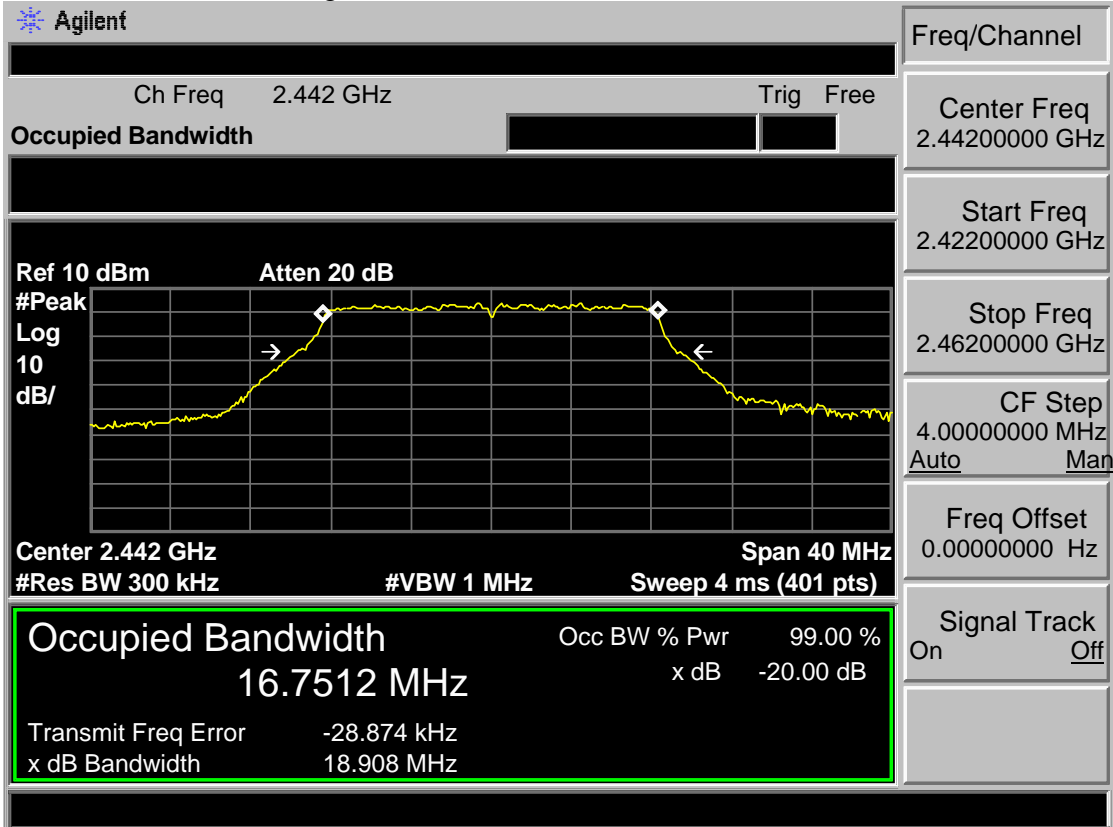 Agilent
Freq/Channel
Ch Freq 2.442 GHz Trig Free
Occupied Bandwidth
Center Freq
2.44200000 GHz
Start Freq
2.42200000 GHz
Stop Freq
2.46200000 GHz
CF Step
4.00000000 MHz
Auto Man
Freq Offset
0.00000000 Hz
Signal Track
On Off
Ref 10 dBm Atten 20 dB
#Peak
Log
10
dB/
Center 2.442 GHz Span 40 MHz
#Res BW 300 kHz #VBW 1 MHz Sweep 4 ms (401 pts)
Occupied Bandwidth Occ BW % Pwr 99.00 %
16.7512 MHz x dB -20.00 dB
Transmit Freq Error -28.874 kHz
x dB Bandwidth 18.908 MHz